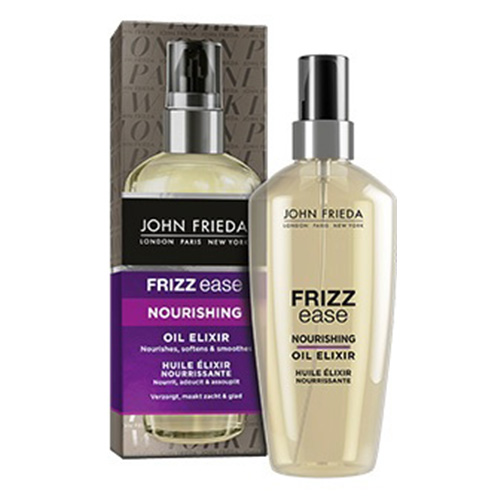 JOHN FRIEDA
LONDON PARIS NEW YORK
FRIZZ ease
NOURISHING
OIL ELIXIR
Nourishes, softens & smoothes
HUILE ÉLIXIR
NOURRISSANTE
Nourrit, adoucit & assouplit
Verzorgt, maakt zacht & glad
JOHN FRIEDA
LONDON PARIS NEW YORK
FRIZZ
ease
NOURISHING
OIL ELIXIR
HUILE ÉLIXIR
NOURRISSANTE